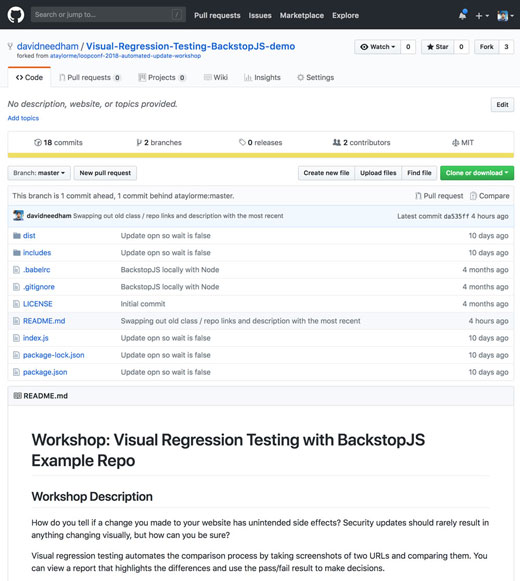 Search or jump to...
/
Pull requests Issues Marketplace Explore
davidneedham / Visual-Regression-Testing-BackstopJS-demo
forked from ataylorme/loopconf-2018-automated-update-workshop
Watch 0 Star 0 Fork 3
Code Pull requests 0 Projects 0 Wiki Insights Settings
No description, website, or topics provided.
Edit
Add topics
18 commits 2 branches 0 releases 2 contributors MIT
Branch: master New pull request Create new file Upload files Find file Clone or download
This branch is 1 commit ahead, 1 commit behind ataylorme:master. Pull request Compare
davidneedham Swapping out old class / repo links and description with the most recent Latest commit da535ff 4 hours ago
dist Update opn so wait is false 10 days ago
includes Update opn so wait is false 10 days ago
.babelrc BackstopJS locally with Node 4 months ago
.gitignore BackstopJS locally with Node 4 months ago
LICENSE Initial commit 4 months ago
README.md Swapping out old class / repo links and description with the most recent 4 hours ago
index.js Update opn so wait is false 10 days ago
package-lock.json Update opn so wait is false 10 days ago
package.json Update opn so wait is false 10 days ago
README.md
Workshop: Visual Regression Testing with BackstopJS
Example Repo
Workshop Description
How do you tell if a change you made to your website has unintended side effects? Security updates should rarely result in
anything changing visually, but how can you be sure?
Visual regression testing automates the comparison process by taking screenshots of two URLs and comparing them. You
can view a report that highlights the differences and use the pass/fail result to make decisions.